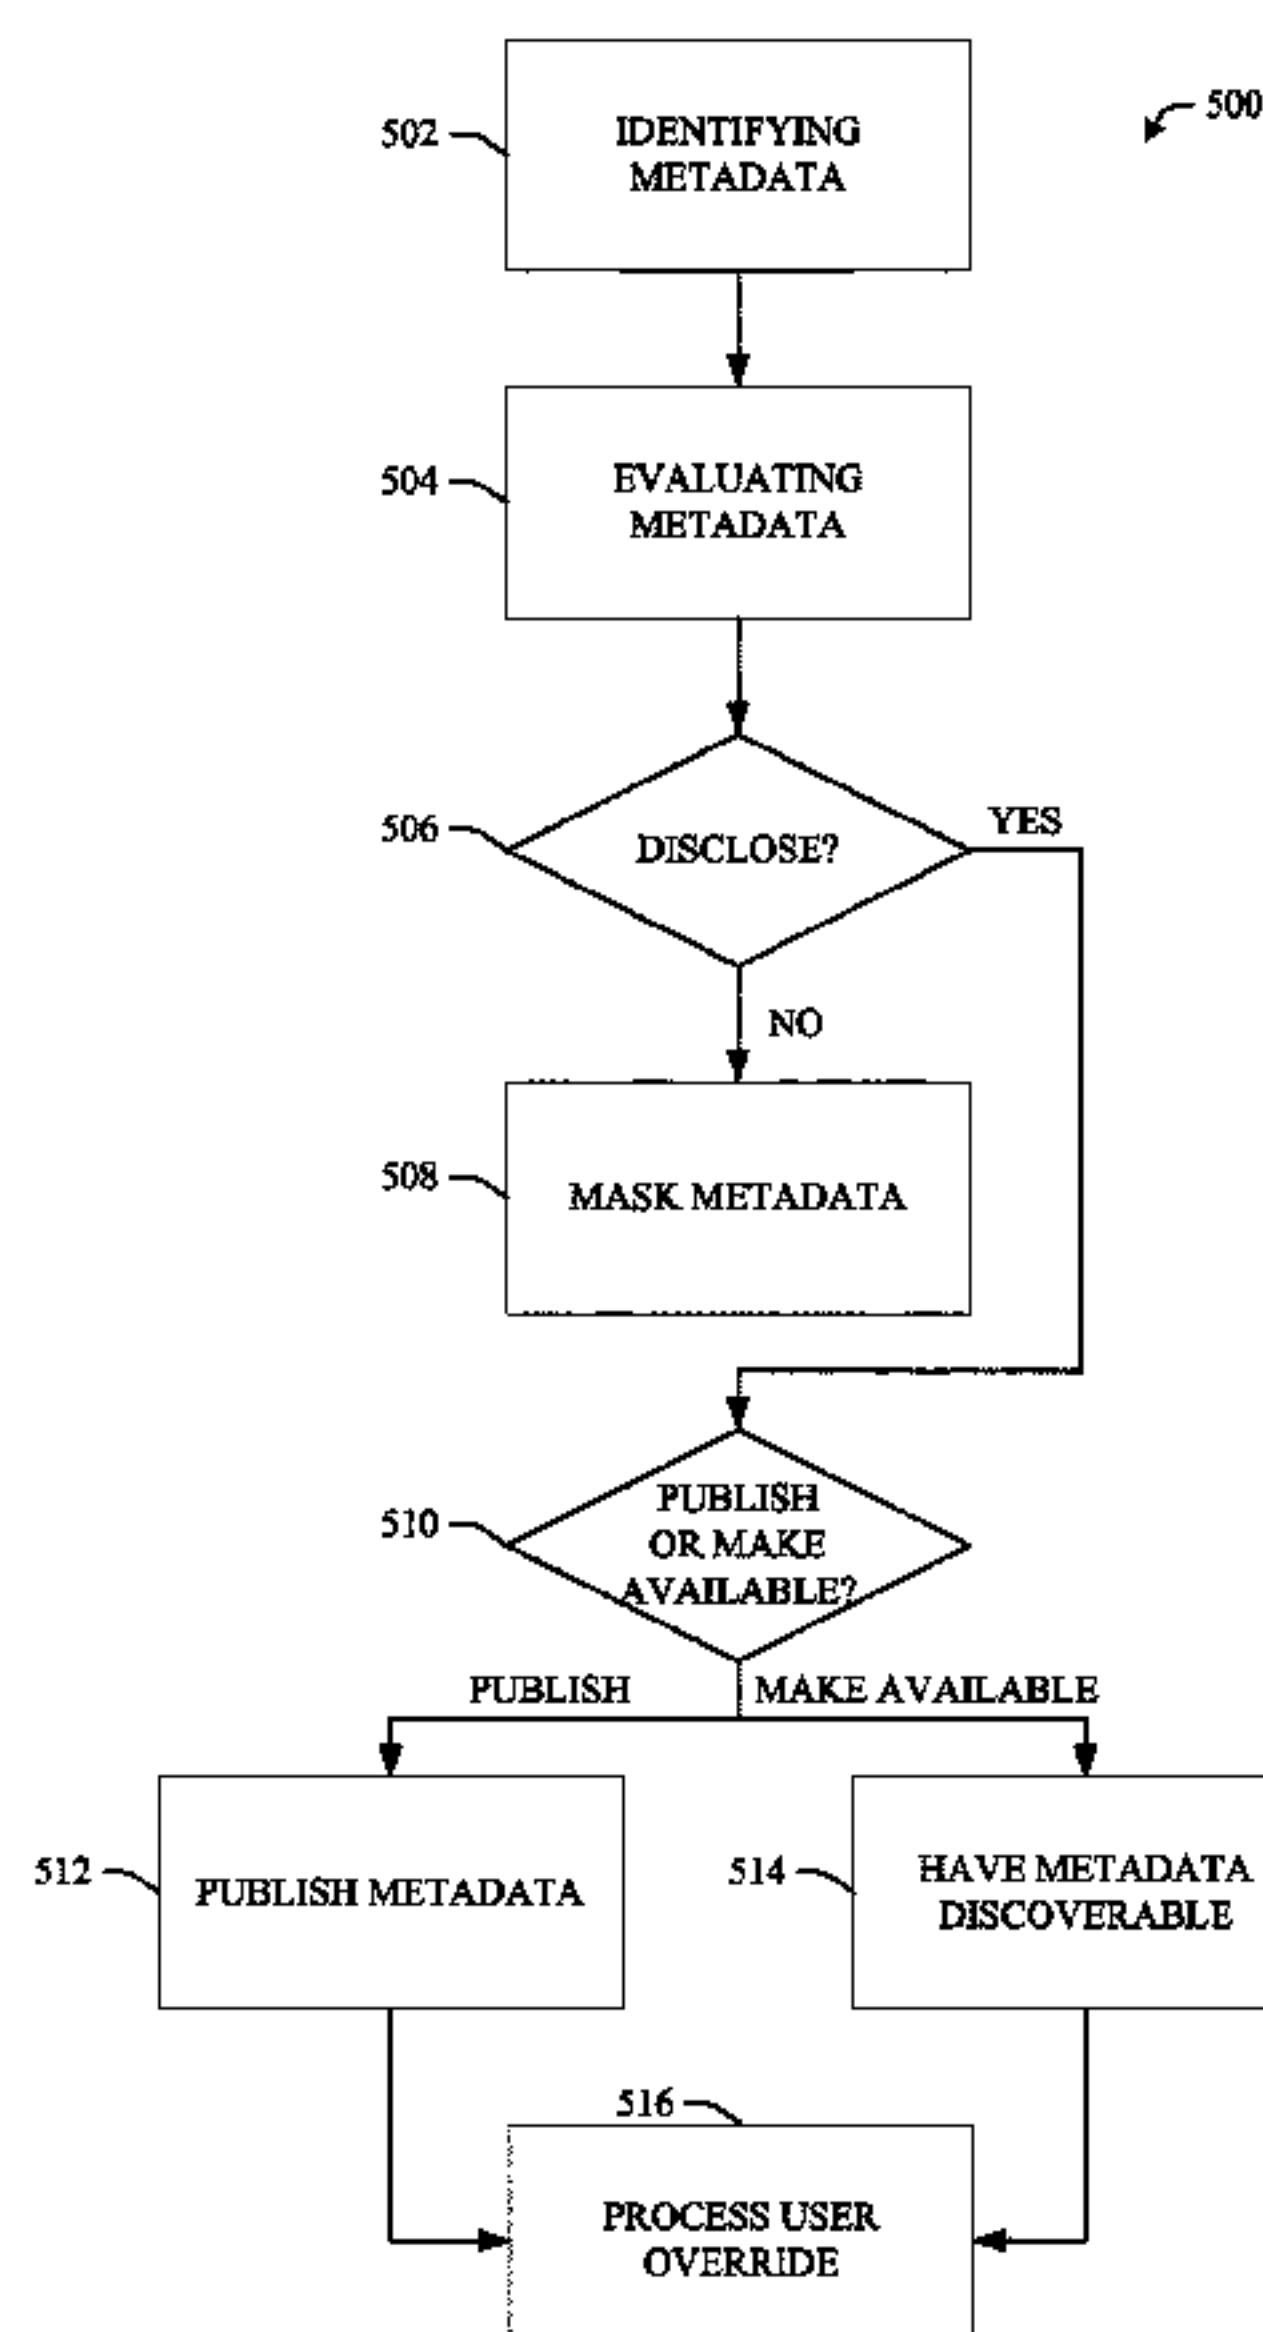 500
502
IDENTIFYING
METADATA
504
EVALUATING
METADATA
506
DISCLOSE?
YES
NO
508
MASK METADATA
510
PUBLISH
OR MAKE
AVAILABLE?
PUBLISH
MAKE AVAILABLE
512
PUBLISH METADATA
514
HAVE METADATA
DISCOVERABLE
516
PROCESS USER
OVERRIDE